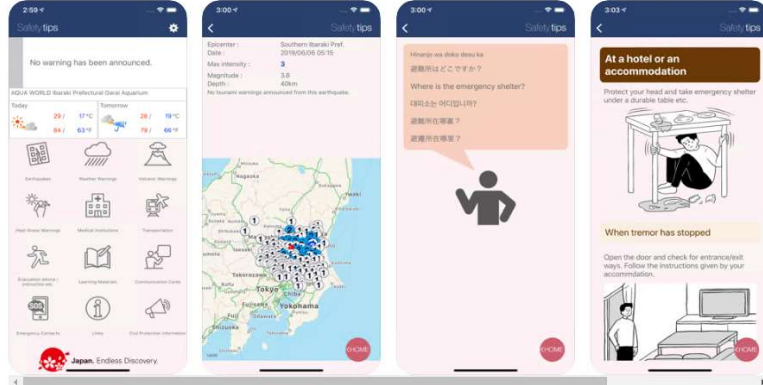 2:59
Safety tips
No warning has been announced.
AQUA WORLD Ibaraki Prefectural Oarai Aquarium
Today
Tomorrow
29 / 17 °C
84 / 63 °F
26 / 19 °C
79 / 66 °F
Earthquakes
Weather Warnings
Volcanic Warnings
Heat Illness Warnings
Medical Institutions
Transportation
Learning Materials
Communication Cards
Emergency Contacts
Links
Civil Protection Information
Japan. Endless Discovery.
3:00
Safety tips
Epicenter : Southern Ibaraki Pref.
Date : 2019/06/06 05:15
Max intensity : 3
Magnitude : 3.8
Depth : 40km
No tsunami warnings announced from this earthquake.
Nagaoka
Iwaki
Tokorozawa
Tokyo
Chiba
Yokohama
Shizuoka
HOME
3:00
Safety tips
Hinanjo wa doko desu ka
避難所はどこですか？
Where is the emergency shelter?
대피소는 어디입니까?
避難所在哪裏？
避难所在哪里？
HOME
3:03
Safety tips
At a hotel or an
accommodation
Protect your head and take emergency shelter
under a durable table etc.
When tremor has stopped
Open the door and check for entrance/exit
ways. Follow the instructions given by your
accommdation.
HOME